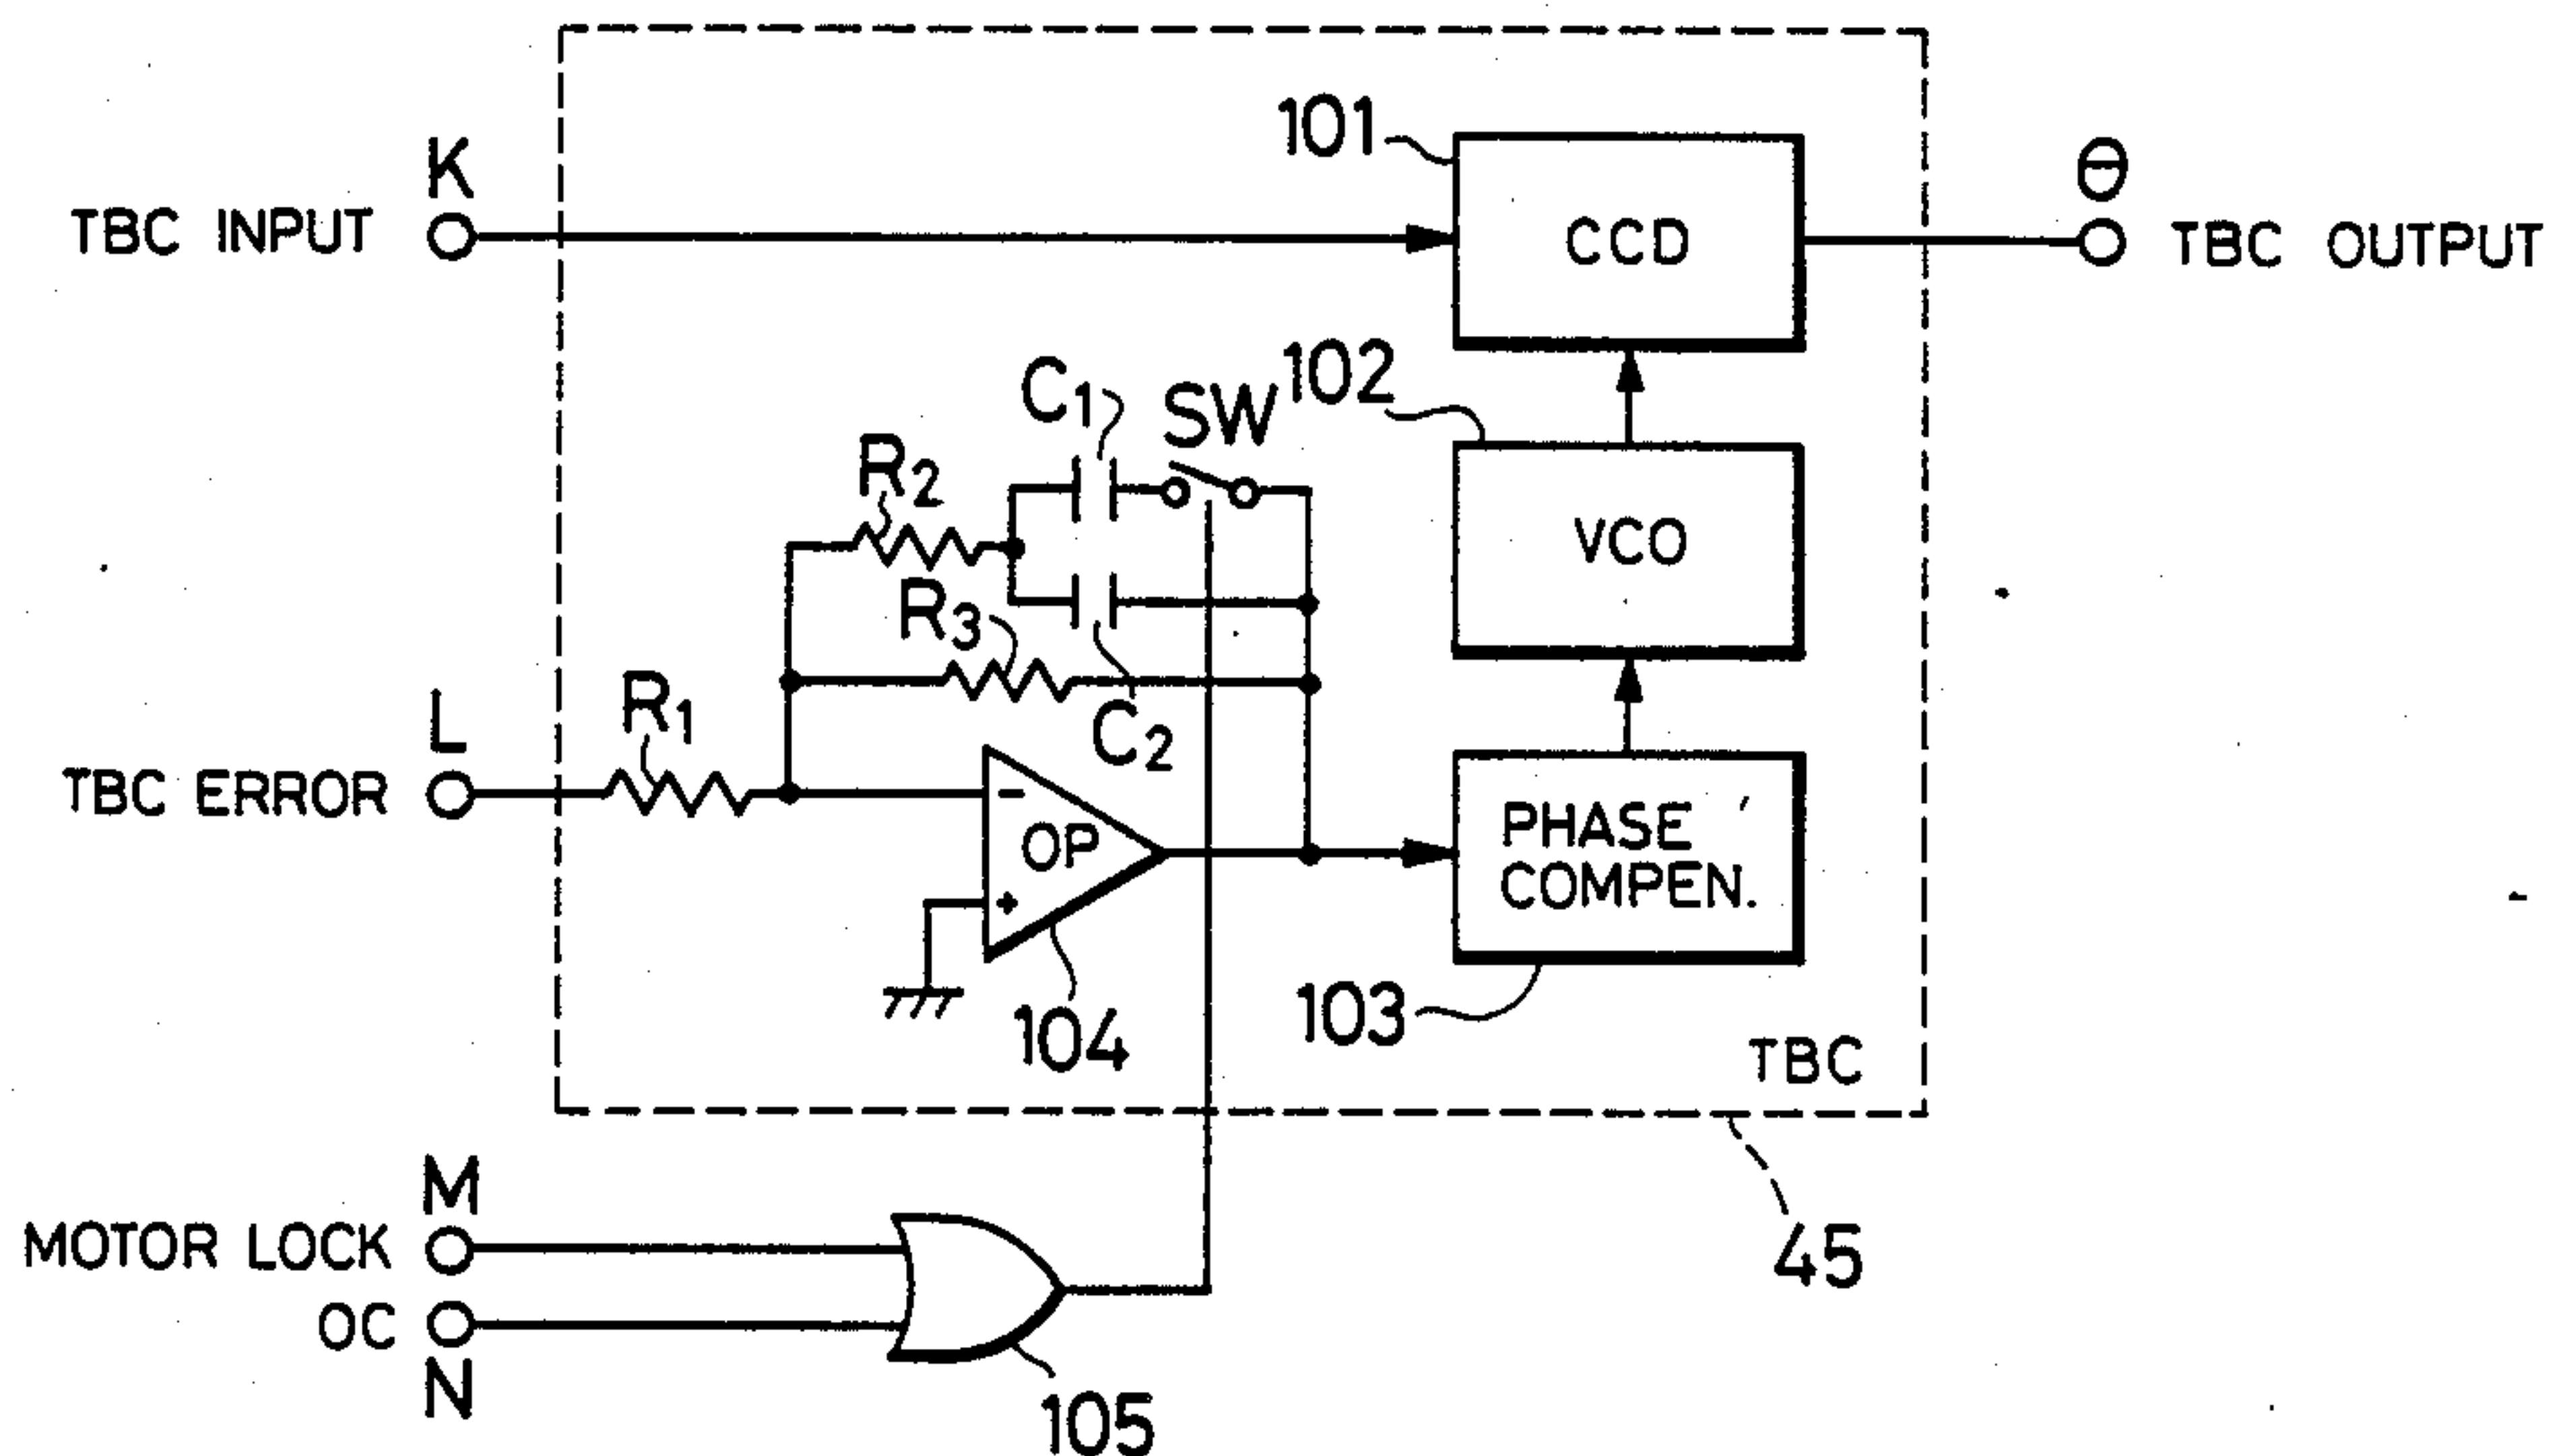 101
K
Θ
TBC INPUT
CCD
TBC OUTPUT
C1
SW
102
R2
VCO
R3
R1
C2
L
TBC ERROR
−
OP
+
PHASE
COMPEN.
104
103
TBC
M
MOTOR LOCK
45
OC
N
105